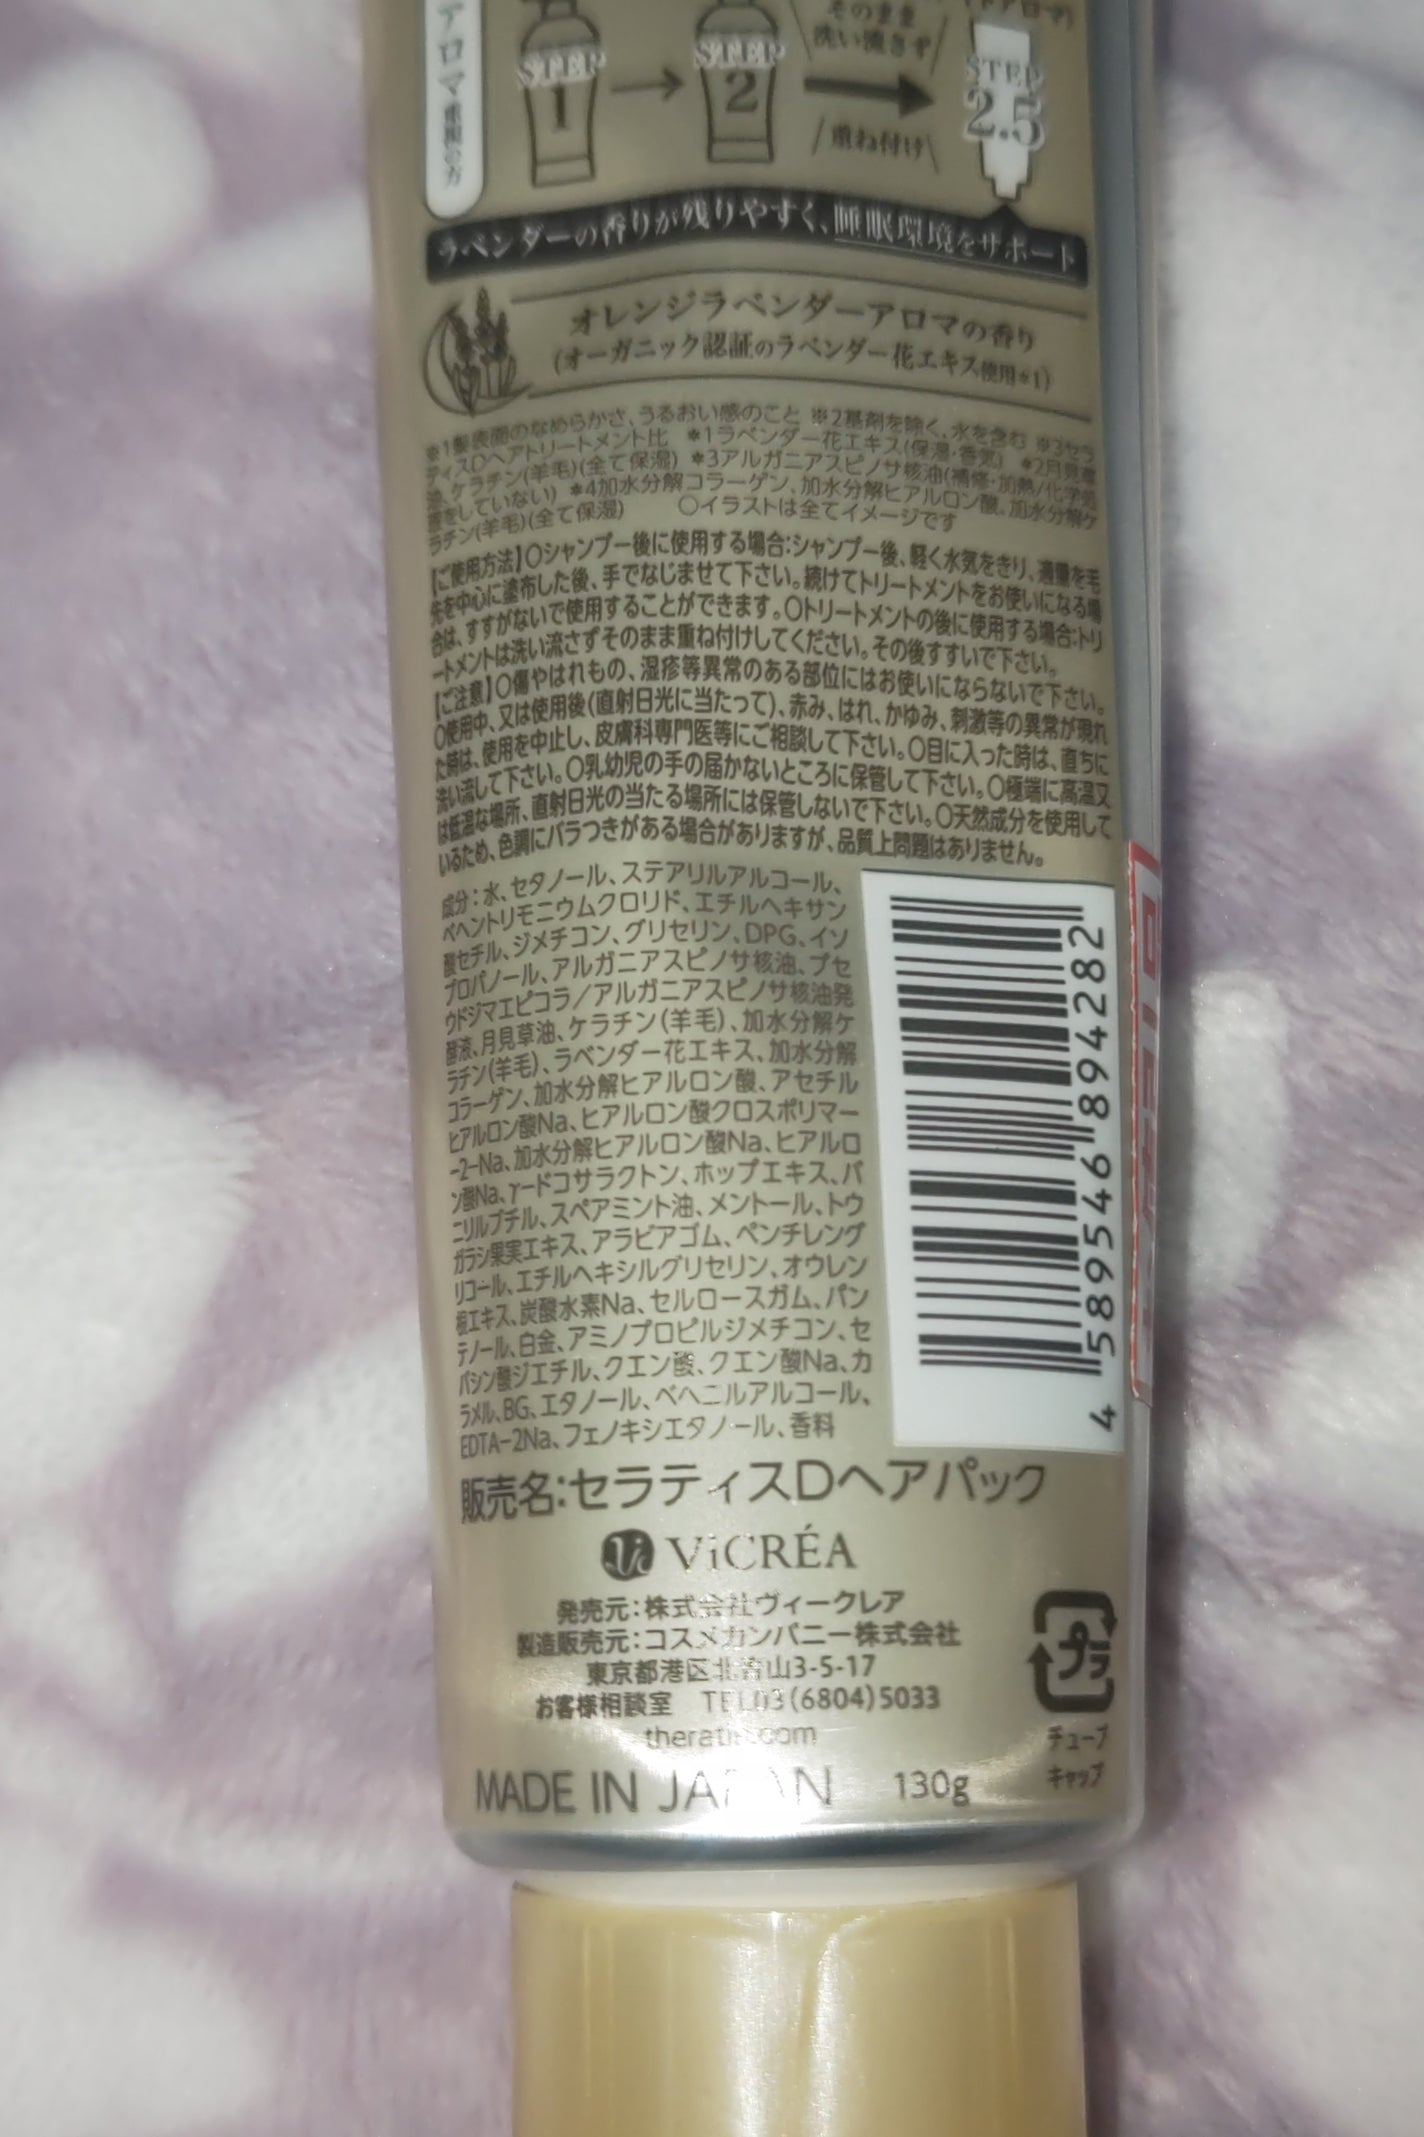 アロマ重視の方
STEP
1
STEP
2
そのまま
洗い流さず
重ね付け
STEP
2.5
ラベンダーの香りが残りやすく、睡眠環境をサポート
オレンジラベンダーアロマの香り
(オーガニック認証のラベンダー花エキス使用*1)
※1髪表面のなめらかさ、うるおい感のこと ※2基剤を除く、水を含む ※3セラ
ティスDヘアトリートメント比 *1ラベンダー花エキス(保湿・香気) *2月見草
油、ケラチン(羊毛)(全て保湿) *3アルガニアスピノサ核油(補修・加熱/化学処
理をしていない) *4加水分解コラーゲン、加水分解ヒアルロン酸、加水分解ケ
ラチン(羊毛)(全て保湿) 〇イラストは全てイメージです
【ご使用方法】〇シャンプー後に使用する場合:シャンプー後、軽く水気をきり、適量を毛
先を中心に塗布した後、手でなじませて下さい。続けてトリートメントをお使いになる場
合は、すすがないで使用することができます。〇トリートメントの後に使用する場合:トリ
ートメントは洗い流さずそのまま重ね付けしてください。その後すすいで下さい。
【ご注意】〇傷やはれもの、湿疹等異常のある部位にはお使いにならないで下さい。
〇使用中、又は使用後(直射日光に当たって)、赤み、はれ、かゆみ、刺激等の異常が現れ
た時は、使用を中止し、皮膚科専門医等にご相談して下さい。〇目に入った時は、直ちに
洗い流して下さい。〇乳幼児の手の届かないところに保管して下さい。〇極端に高温又
は低温な場所、直射日光の当たる場所には保管しないで下さい。〇天然成分を使用して
いるため、色調にバラつきがある場合がありますが、品質上問題はありません。
成分:水、セタノール、ステアリルアルコール、
ベヘントリモニウムクロリド、エチルヘキサン
酸セチル、ジメチコン、グリセリン、DPG、イソ
プロパノール、アルガニアスピノサ核油、プセ
ウドジマエピコラ/アルガニアスピノサ核油発
酵液、月見草油、ケラチン(羊毛)、加水分解ケ
ラチン(羊毛)、ラベンダー花エキス、加水分解
コラーゲン、加水分解ヒアルロン酸、アセチル
ヒアルロン酸Na、ヒアルロン酸クロスポリマー
-2-Na、加水分解ヒアルロン酸Na、ヒアルロ
ン酸Na、γ-ドコサラクトン、ホップエキス、バ
ニリルブチル、スペアミント油、メントール、トウ
ガラシ果実エキス、アラビアゴム、ペンチレング
リコール、エチルヘキシルグリセリン、オウレン
根エキス、炭酸水素Na、セルロースガム、パン
テノール、白金、アミノプロピルジメチコン、セ
バシン酸ジエチル、クエン酸、クエン酸Na、カ
ラメル、BG、エタノール、ベヘニルアルコール、
EDTA-2Na、フェノキシエタノール、香料
4 589546 894282
販売名:セラティスDヘアパック
Vi ViCRÉA
発売元:株式会社ヴィークレア
製造販売元:コスメカンパニー株式会社
東京都港区北青山3-5-17
お客様相談室 TEL03(6804)5033
MADE IN JAPAN 130g
プラ
チューブ
キャップ